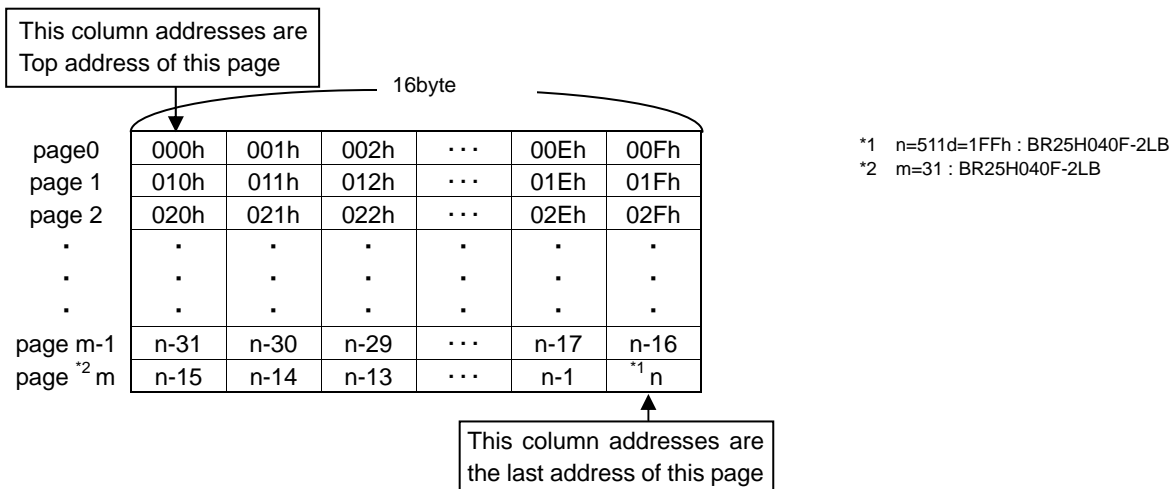 This column addresses are
Top address of this page
16byte
page0 000h 001h 002h ··· 00Eh 00Fh
page 1 010h 011h 012h ··· 01Eh 01Fh
page 2 020h 021h 022h ··· 02Eh 02Fh
· · · · · · ·
· · · · · · ·
· · · · · · ·
page m-1 n-31 n-30 n-29 ··· n-17 n-16
page *2 m n-15 n-14 n-13 ··· n-1 *1 n
This column addresses are
the last address of this page
*1 n=511d=1FFh : BR25H040F-2LB
*2 m=31 : BR25H040F-2LB